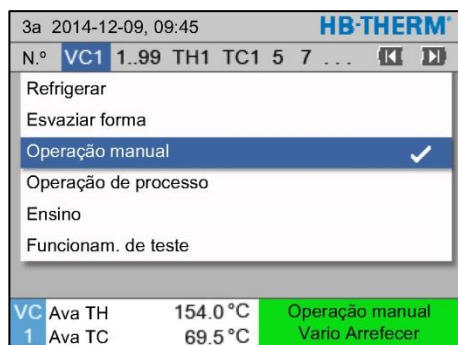 3a 2014-12-09, 09:45 HB-THERM®
N.º VC1 1..99 TH1 TC1 5 7 ...
Refrigerar
Esvaziar forma
Operação manual
Operação de processo
Ensino
Funcionam. de teste
VC Ava TH 154.0 °C Operação manual
1 Ava TC 69.5 °C Vario Arrefecer